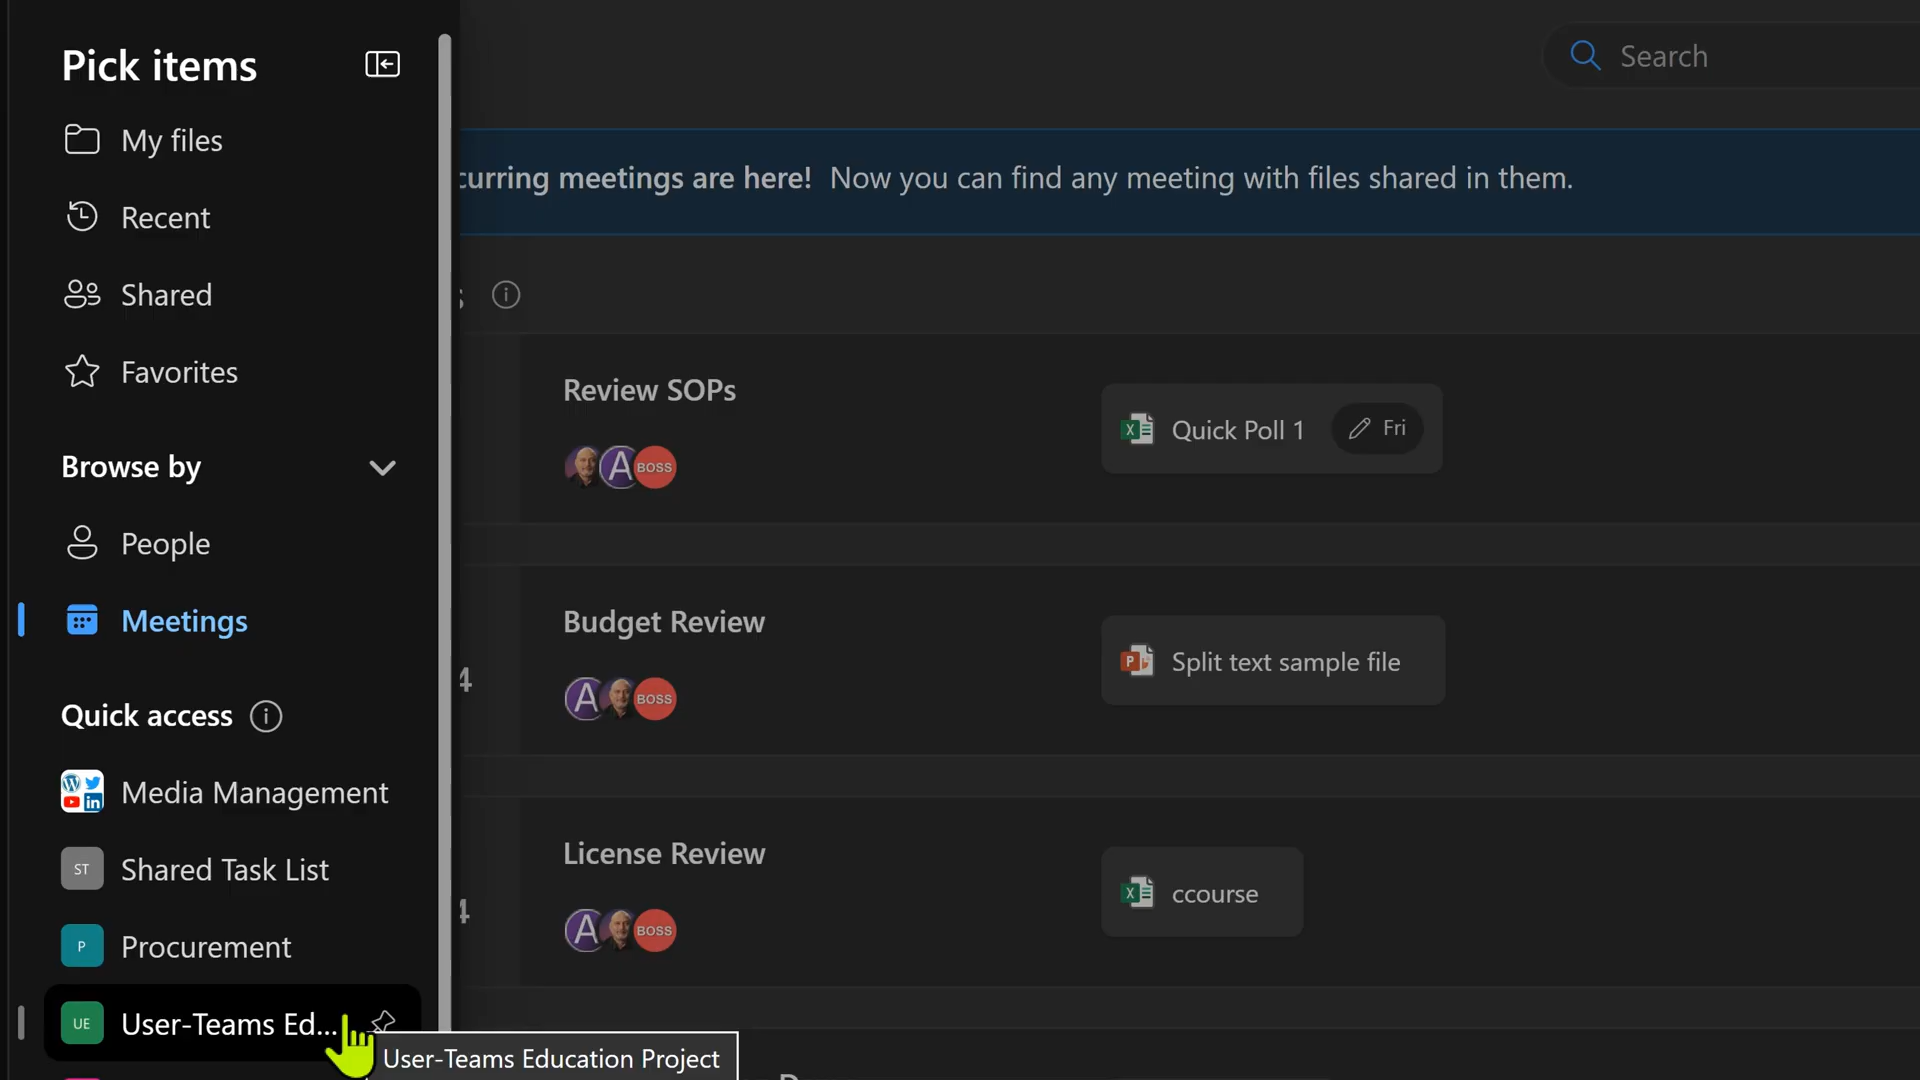 Pick items
My files
Recent
Shared
Favorites
Browse by
People
Meetings
Quick access
Media Management
ST Shared Task List
P Procurement
UE User-Teams Ed...
User-Teams Education Project
Search
curring meetings are here! Now you can find any meeting with files shared in them.
Review SOPs
A BOSS
Quick Poll 1 Fri
4
Budget Review
A BOSS
Split text sample file
4
License Review
A BOSS
ccourse